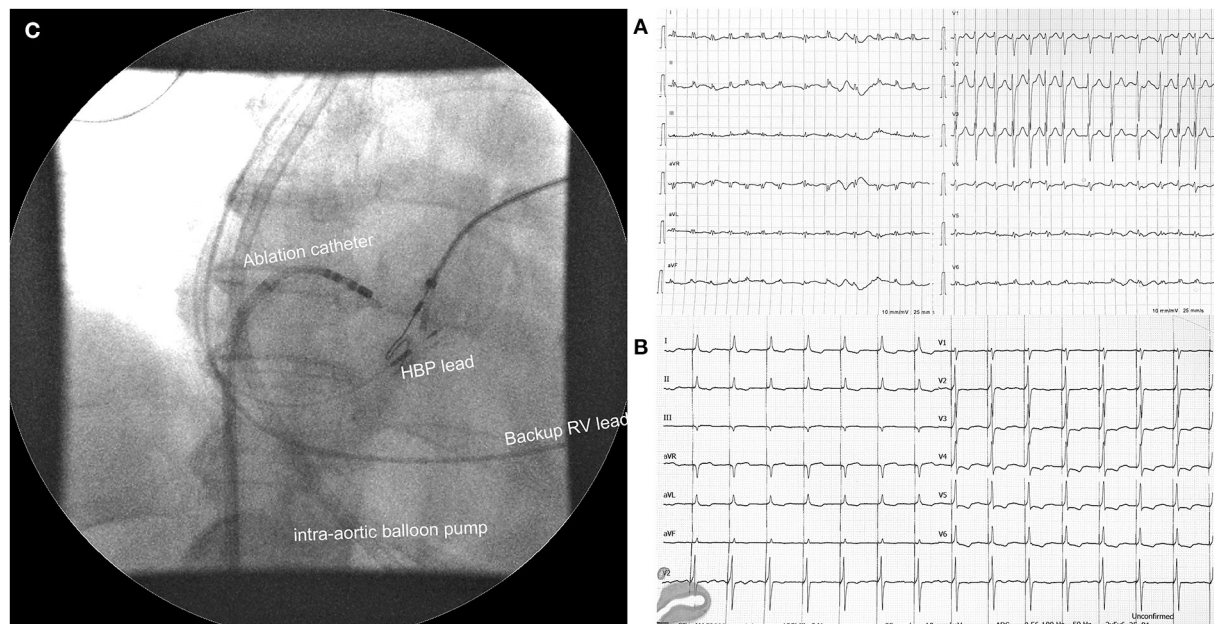 C
Ablation catheter
HBP lead
Backup RV lead
intra-aortic balloon pump
A
I
II
III
aVR
aVL
aVF
V1
V2
V3
V4
V5
V6
10 mm/mV 25 mm
10 mm/mV 25 mm/s
B
I
II
III
aVR
aVL
aVF
V2
V1
V2
V3
V4
V5
V6
Unconfirmed